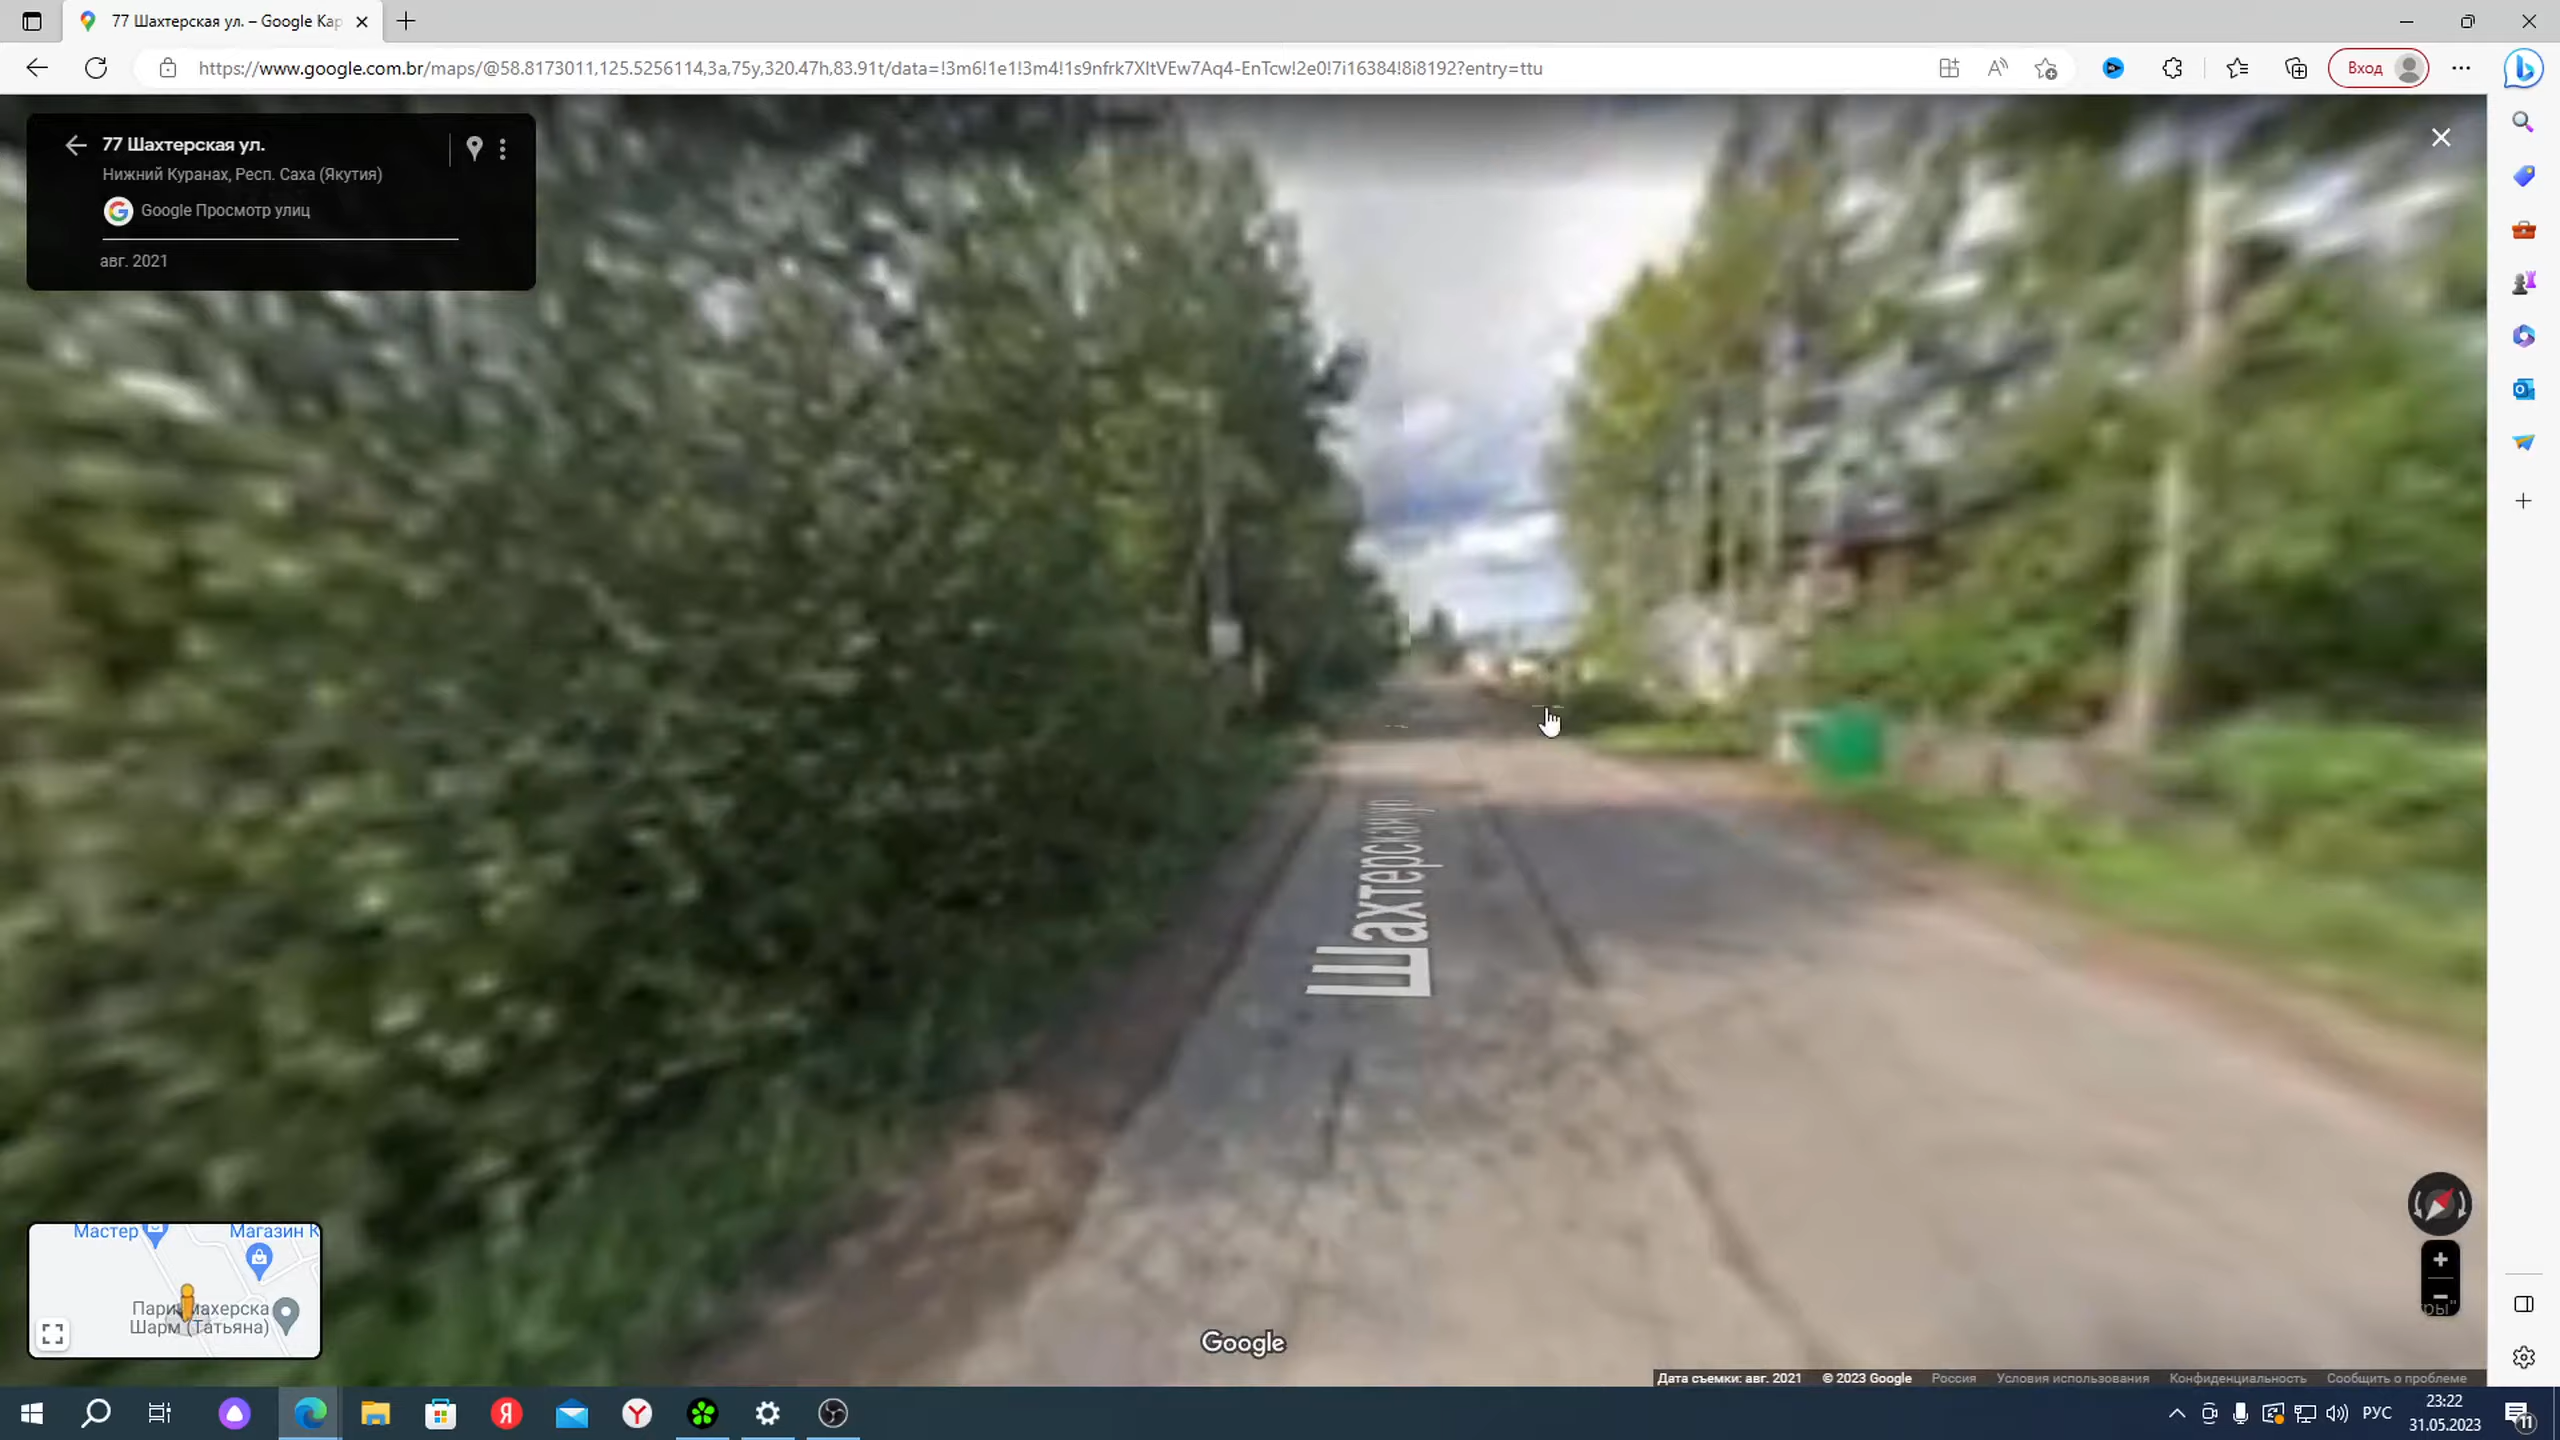 77 Шахтерская ул. – Google Кар
https://www.google.com.br/maps/@58.8173011,125.5256114,3a,75y,320.47h,83.91t/data=!3m6!1e1!3m4!1s9nfrk7XltVEw7Aq4-EnTcw!2e0!7i16384!8i8192?entry=ttu
Вход
77 Шахтерская ул.
Нижний Куранах, Респ. Саха (Якутия)
Google Просмотр улиц
авг. 2021
Шахтерская ул
Мастер
Магазин К
Парикмахерска
Шарм (Татьяна)
ры"
Google
Дата съемки: авг. 2021 © 2023 Google Россия Условия использования Конфиденциальность Сообщить о проблеме
РУС
23:22
31.05.2023
11